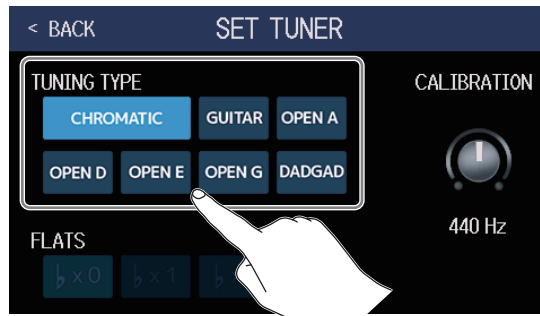 < BACK
SET TUNER
TUNING TYPE
CHROMATIC GUITAR OPEN A
OPEN D OPEN E OPEN G DADGAD
CALIBRATION
440 Hz
FLATS
♭×0 ♭×1 ♭